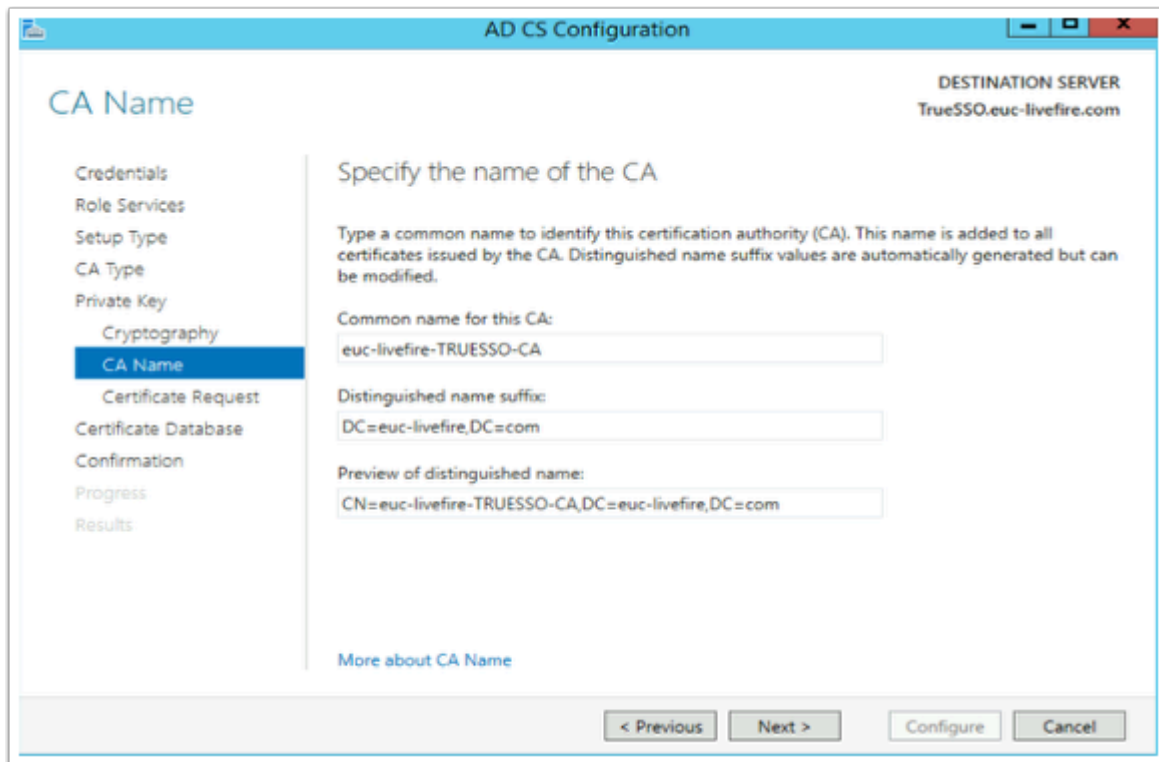 AD CS Configuration
CA Name
DESTINATION SERVER
TrueSSO.euc-livefire.com
Credentials
Role Services
Setup Type
CA Type
Private Key
Cryptography
CA Name
Certificate Request
Certificate Database
Confirmation
Progress
Results
Specify the name of the CA
Type a common name to identify this certification authority (CA). This name is added to all
certificates issued by the CA. Distinguished name suffix values are automatically generated but can
be modified.
Common name for this CA:
euc-livefire-TRUESSO-CA
Distinguished name suffix:
DC=euc-livefire,DC=com
Preview of distinguished name:
CN=euc-livefire-TRUESSO-CA,DC=euc-livefire,DC=com
More about CA Name
< Previous
Next >
Configure
Cancel